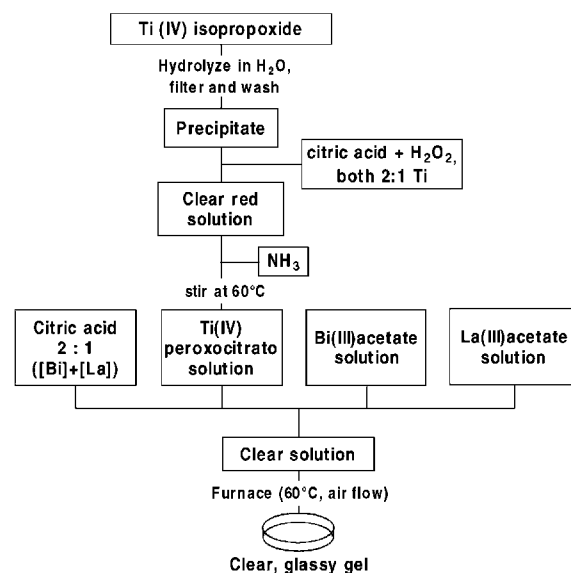 Ti (IV) isopropoxide
Hydrolyze in H₂O,
filter and wash
Precipitate
citric acid + H₂O₂,
both 2:1 Ti
Clear red
solution
NH₃
stir at 60°C
Citric acid
2 : 1
([Bi]+[La])
Ti(IV)
peroxocitrato
solution
Bi(III)acetate
solution
La(III)acetate
solution
Clear solution
Furnace (60°C, air flow)
Clear, glassy gel